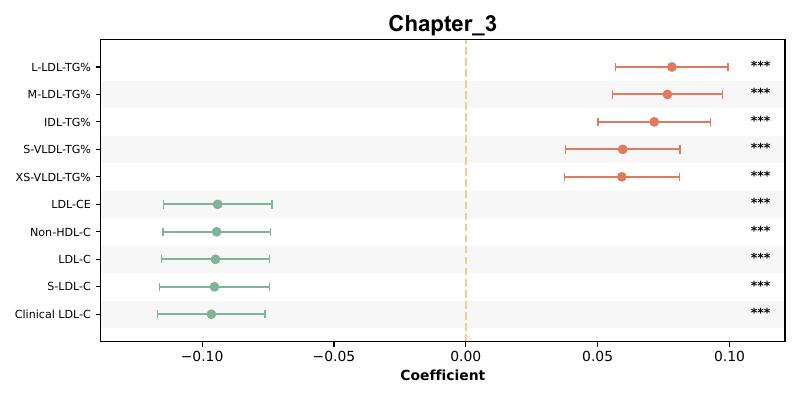 Chapter_3
L-LDL-TG% ***
M-LDL-TG% ***
IDL-TG% ***
S-VLDL-TG% ***
XS-VLDL-TG% ***
LDL-CE ***
Non-HDL-C ***
LDL-C ***
S-LDL-C ***
Clinical LDL-C ***
−0.10 −0.05 0.00 0.05 0.10
Coefficient